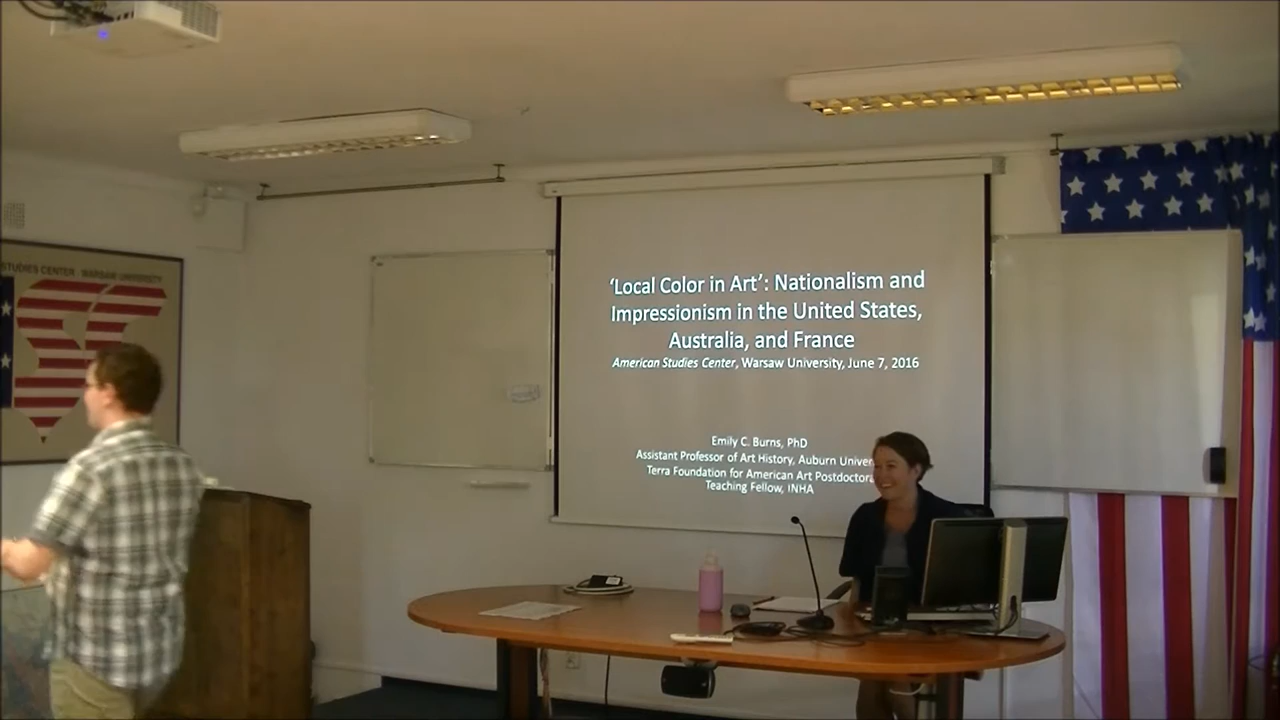 STUDIES CENTER WARSAW UNIVERSITY
‘Local Color in Art’: Nationalism and
Impressionism in the United States,
Australia, and France
American Studies Center, Warsaw University, June 7, 2016
Emily C. Burns, PhD
Assistant Professor of Art History, Auburn
Terra Foundation for American Art
Teaching Fellow, INHA